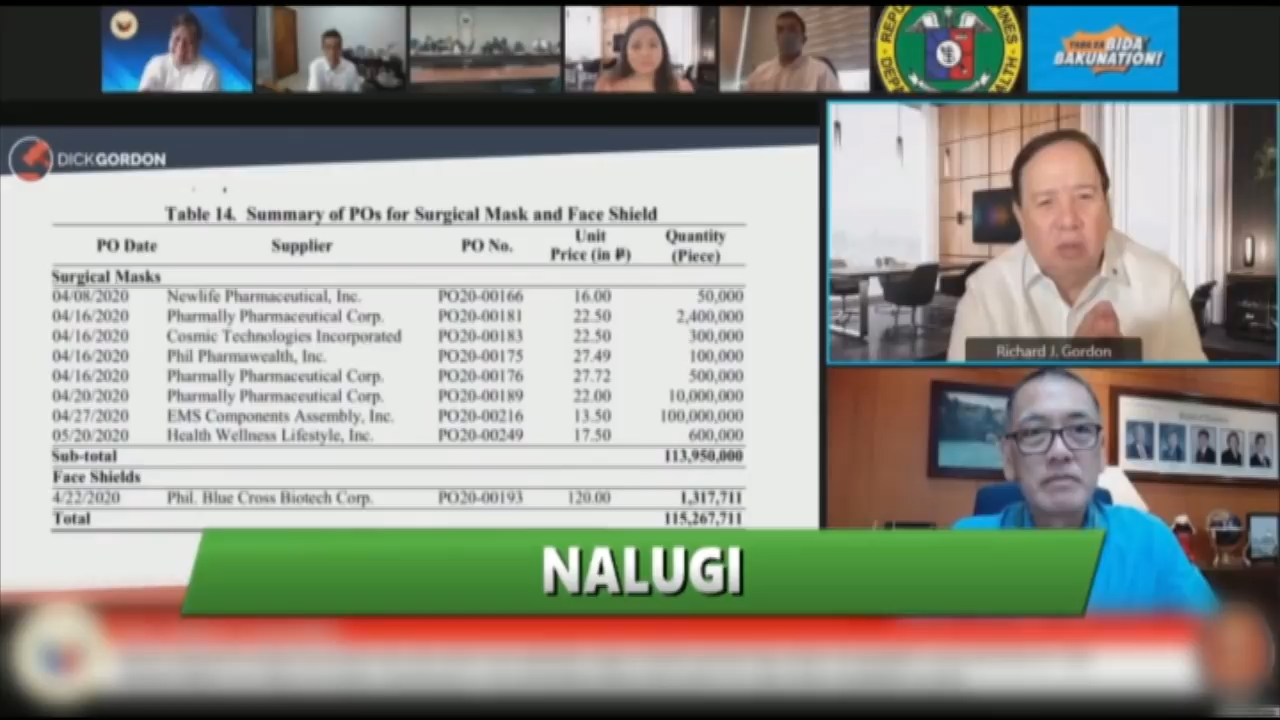 TARA NA SA
BIDA
BAKUNATION!
DICKGORDON
Table 14. Summary of POs for Surgical Mask and Face Shield
PO Date Supplier PO No. Unit Price (in ₱) Quantity (Piece)
Surgical Masks
04/08/2020 Newlife Pharmaceutical, Inc. PO20-00166 16.00 50,000
04/16/2020 Pharmally Pharmaceutical Corp. PO20-00181 22.50 2,400,000
04/16/2020 Cosmic Technologies Incorporated PO20-00183 22.50 300,000
04/16/2020 Phil Pharmawealth, Inc. PO20-00175 27.49 100,000
04/16/2020 Pharmally Pharmaceutical Corp. PO20-00176 27.72 500,000
04/20/2020 Pharmally Pharmaceutical Corp. PO20-00189 22.00 10,000,000
04/27/2020 EMS Components Assembly, Inc. PO20-00216 13.50 100,000,000
05/20/2020 Health Wellness Lifestyle, Inc. PO20-00249 17.50 600,000
Sub-total 113,950,000
Face Shields
4/22/2020 Phil. Blue Cross Biotech Corp. PO20-00193 120.00 1,317,711
Total 115,267,711
Richard J. Gordon
NALUGI